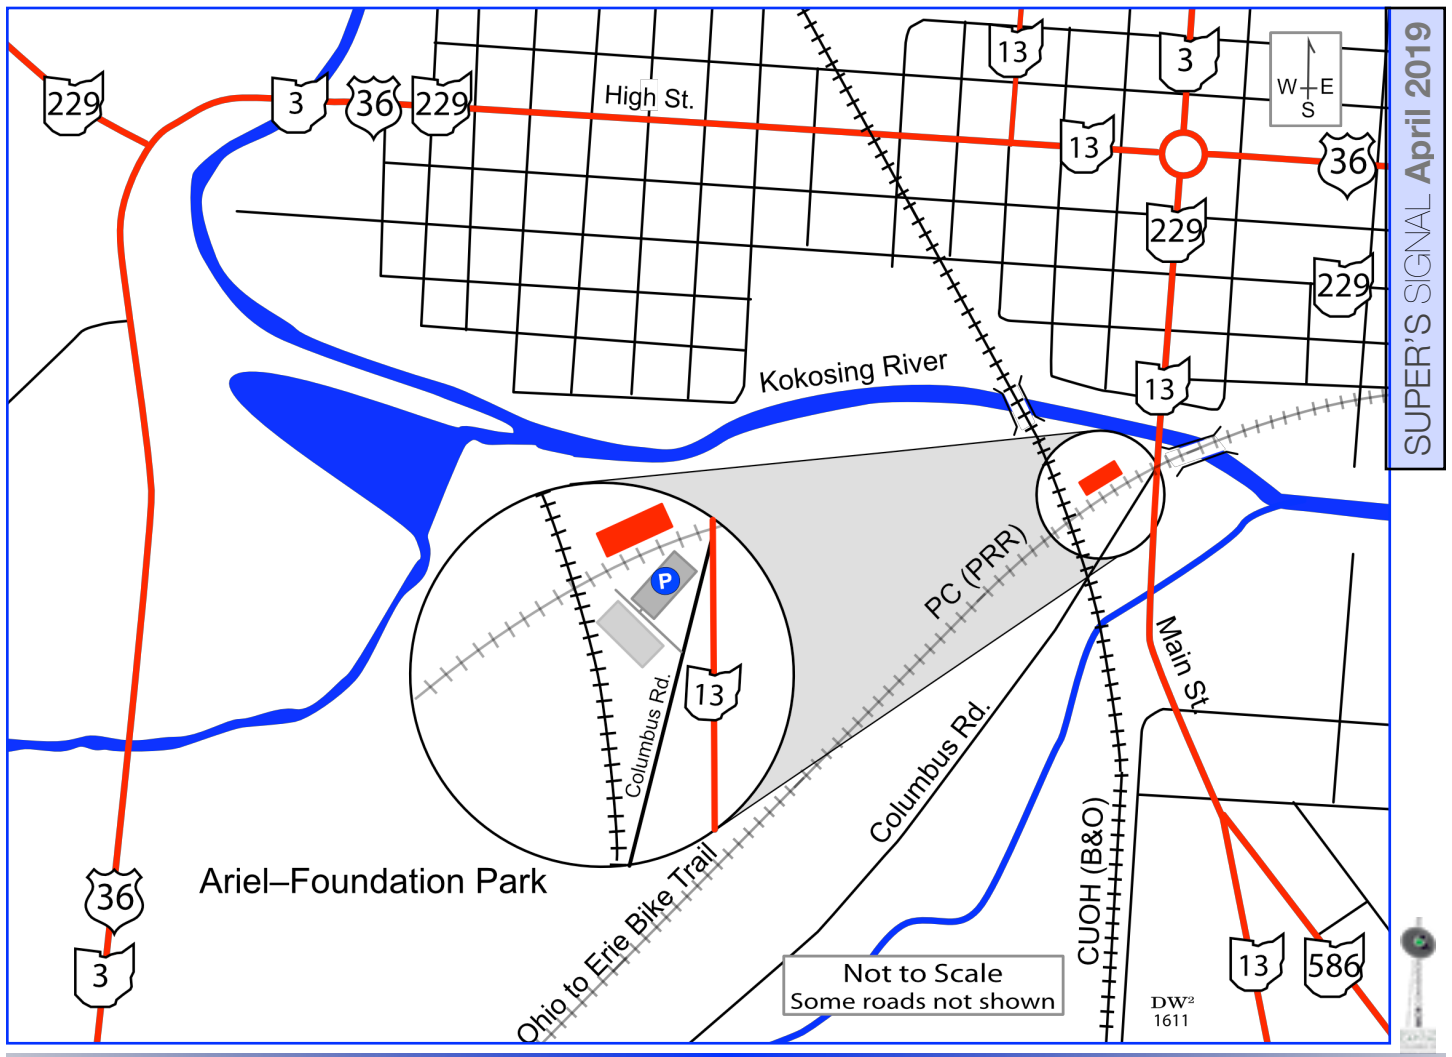 229
3
36
229
High St.
13
3
W E
S
13
36
229
229
13
Kokosing River
SUPER'S SIGNAL April 2019
P
13
Columbus Rd.
PC (PRR)
Main St.
Columbus Rd.
CUOH (B&O)
Ohio to Erie Bike Trail
Ariel–Foundation Park
36
3
Not to Scale
Some roads not shown
DW²
1611
13
586